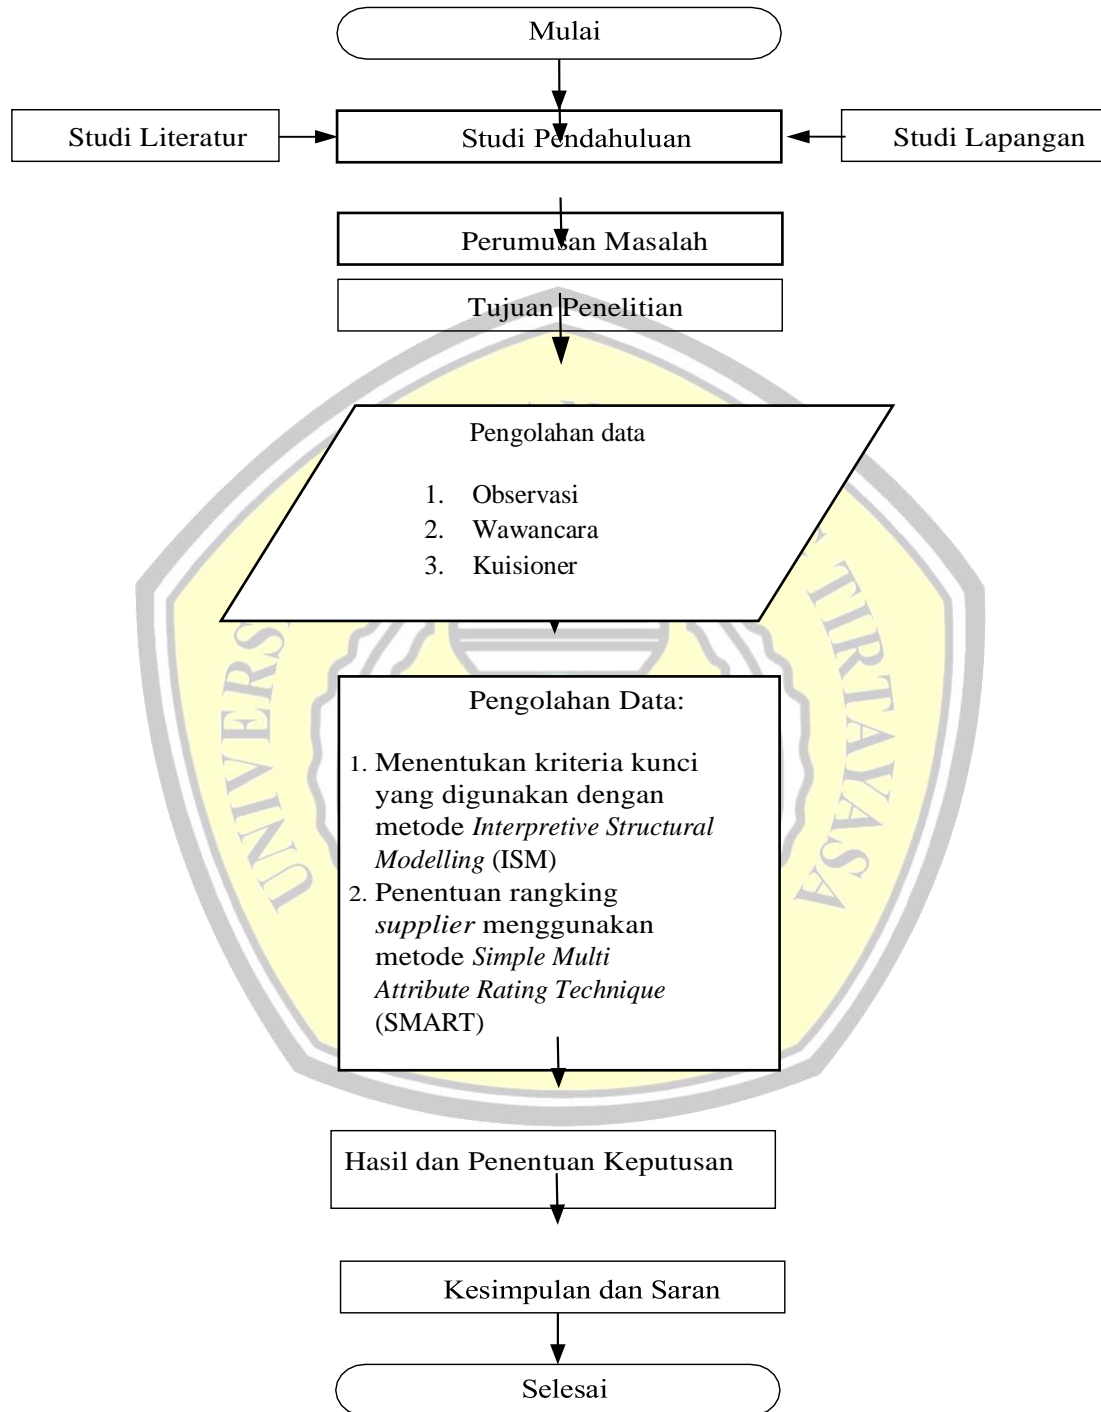 Mulai
Studi Literatur
Studi Pendahuluan
Studi Lapangan
Perumusan Masalah
Tujuan Penelitian
Pengolahan data
1. Observasi
2. Wawancara
3. Kuisioner
Pengolahan Data:
1. Menentukan kriteria kunci
yang digunakan dengan
metode Interpretive Structural
Modelling (ISM)
2. Penentuan rangking
supplier menggunakan
metode Simple Multi
Attribute Rating Technique
(SMART)
Hasil dan Penentuan Keputusan
Kesimpulan dan Saran
Selesai
TIRTAYASA